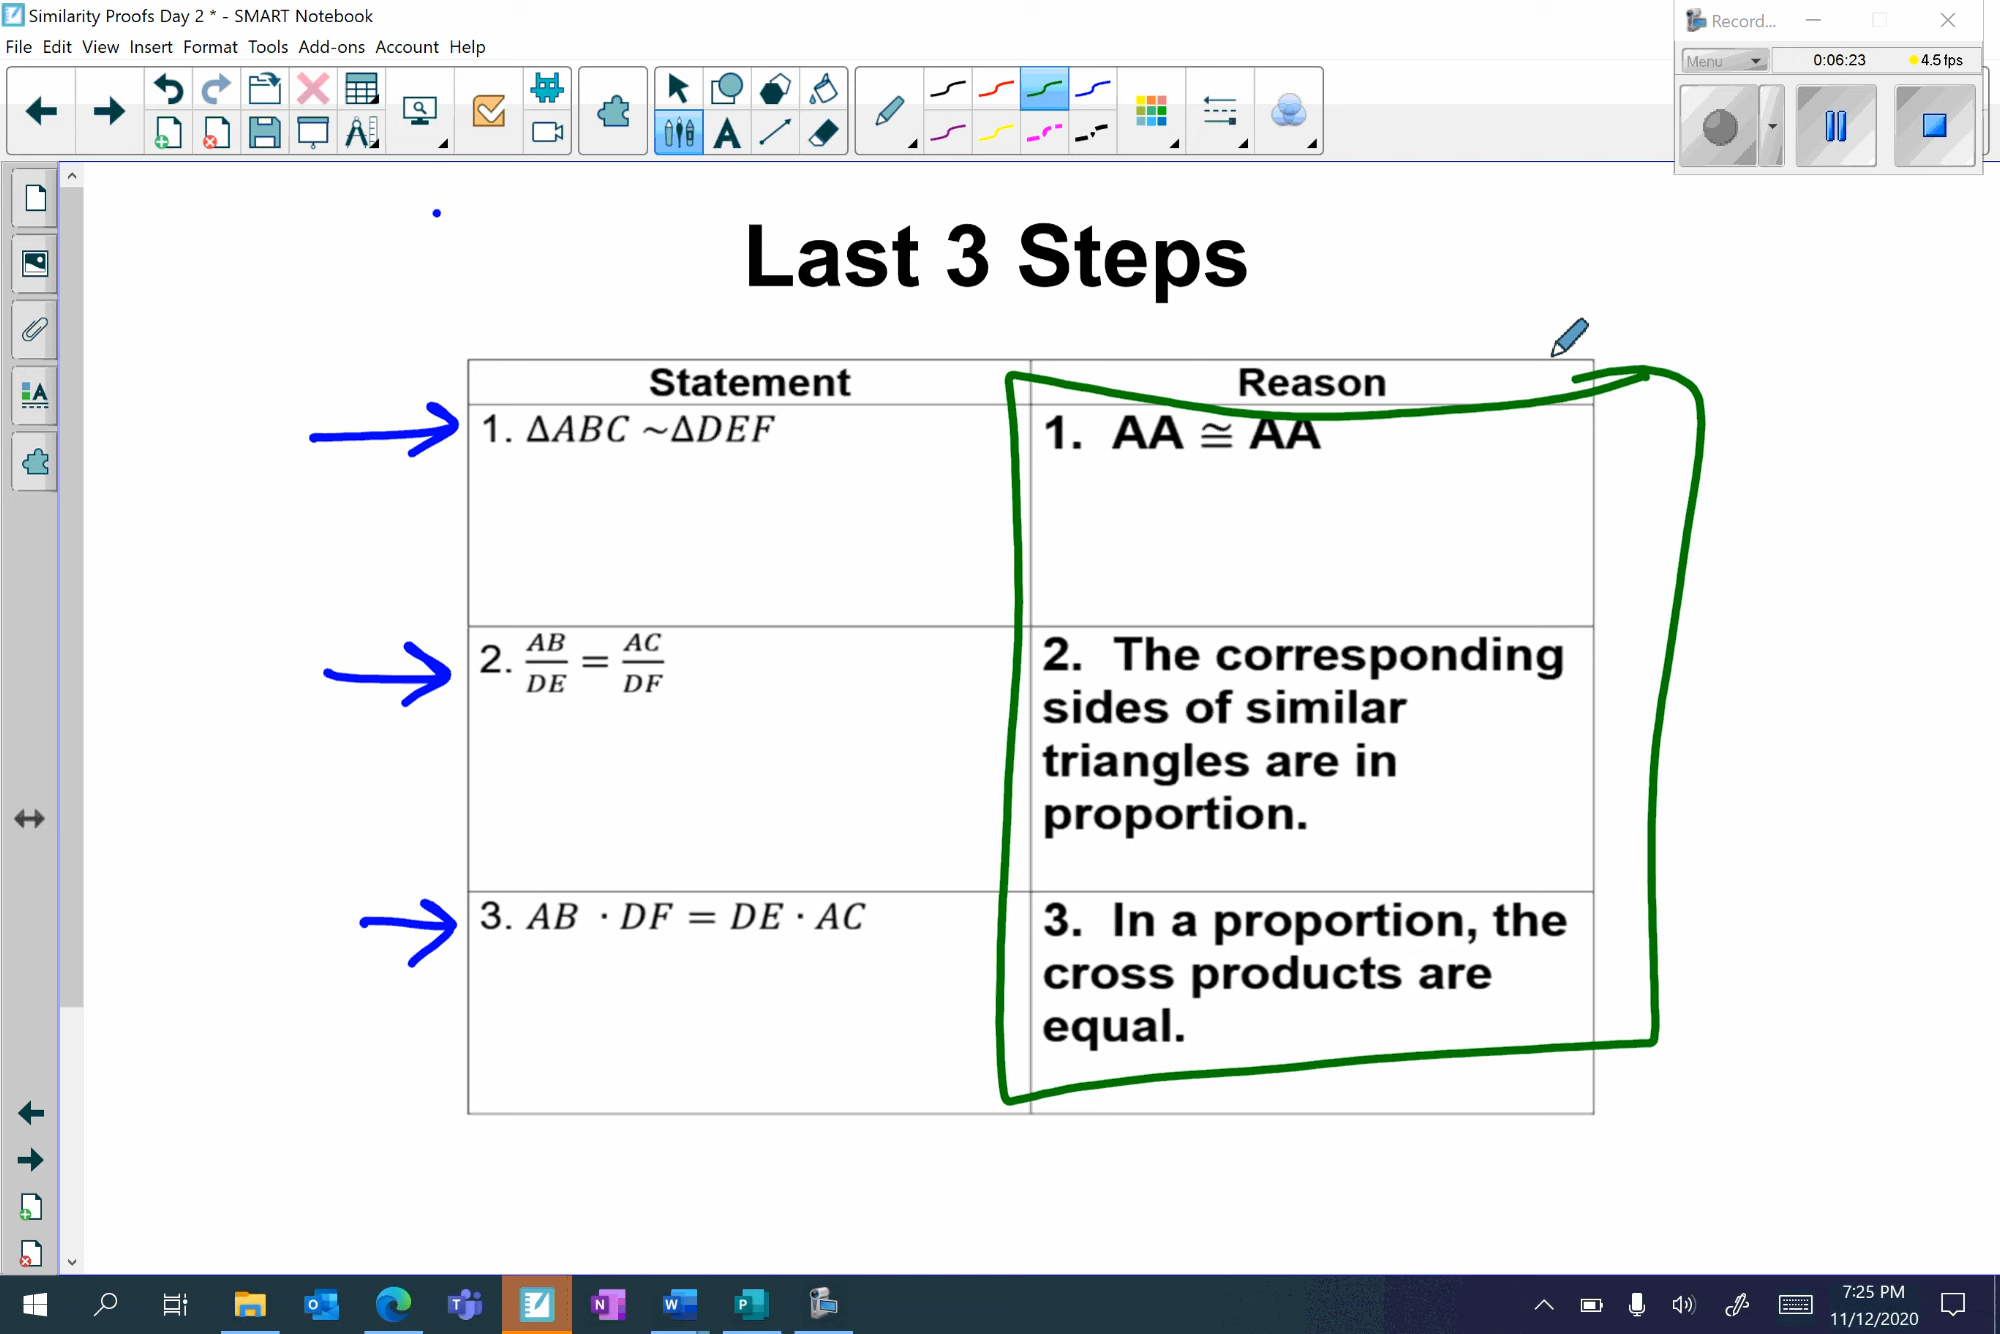 Similarity Proofs Day 2 * - SMART Notebook
File Edit View Insert Format Tools Add-ons Account Help
Record...
Menu 0:06:23 4.5 fps
Last 3 Steps
Statement
Reason
1. ΔABC ~ΔDEF
1. AA ≅ AA
2. AB/DE = AC/DF
2. The corresponding
sides of similar
triangles are in
proportion.
3. AB · DF = DE · AC
3. In a proportion, the
cross products are
equal.
7:25 PM
11/12/2020